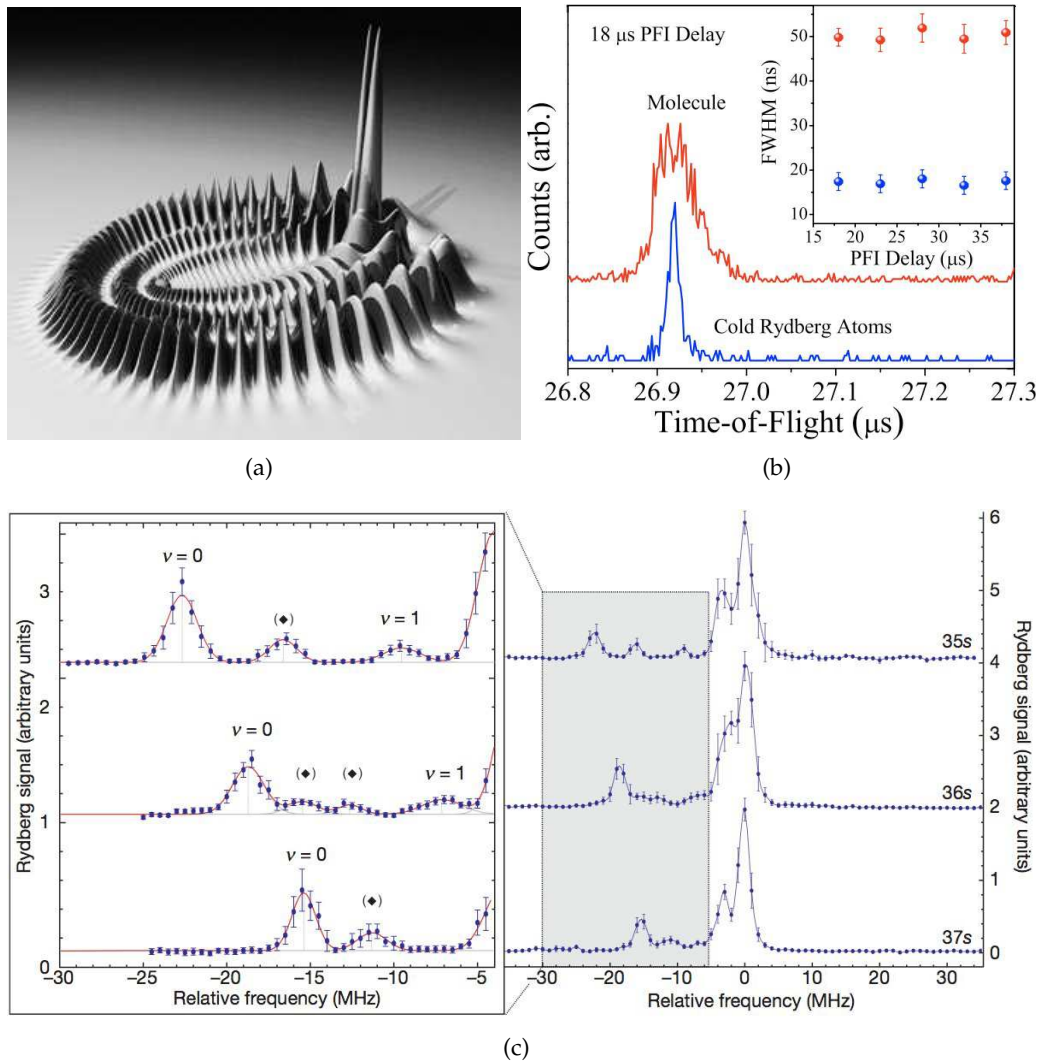 (a)
18 μs PFI Delay
Molecule
Cold Rydberg Atoms
Counts (arb.)
26.8 26.9 27.0 27.1 27.2 27.3
Time-of-Flight (μs)
FWHM (ns)
50
40
30
20
10
15 20 25 30 35
PFI Delay (μs)
(b)
Rydberg signal (arbitrary units)
3
2
1
0
v = 0
(◆)
v = 1
v = 0
(◆)
(◆)
v = 1
v = 0
(◆)
−30 −25 −20 −15 −10 −5
Relative frequency (MHz)
6
5
4
3
2
1
0
35s
36s
37s
Rydberg signal (arbitrary units)
−30 −20 −10 0 10 20 30
Relative frequency (MHz)
(c)